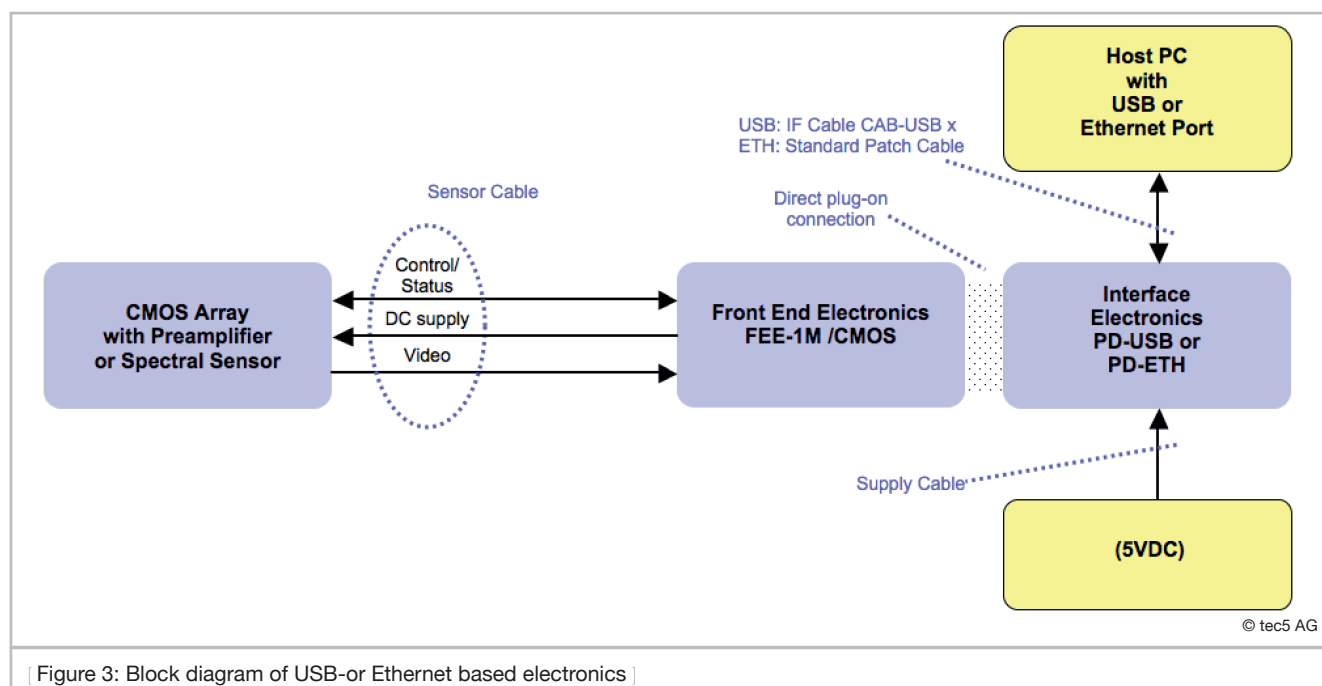 Host PC
with
USB or
Ethernet Port
USB: IF Cable CAB-USB x
ETH: Standard Patch Cable
Sensor Cable
Direct plug-on
connection
Control/
Status
DC supply
Video
CMOS Array
with Preamplifier
or Spectral Sensor
Front End Electronics
FEE-1M /CMOS
Interface
Electronics
PD-USB or
PD-ETH
Supply Cable
(5VDC)
© tec5 AG
[ Figure 3: Block diagram of USB-or Ethernet based electronics ]